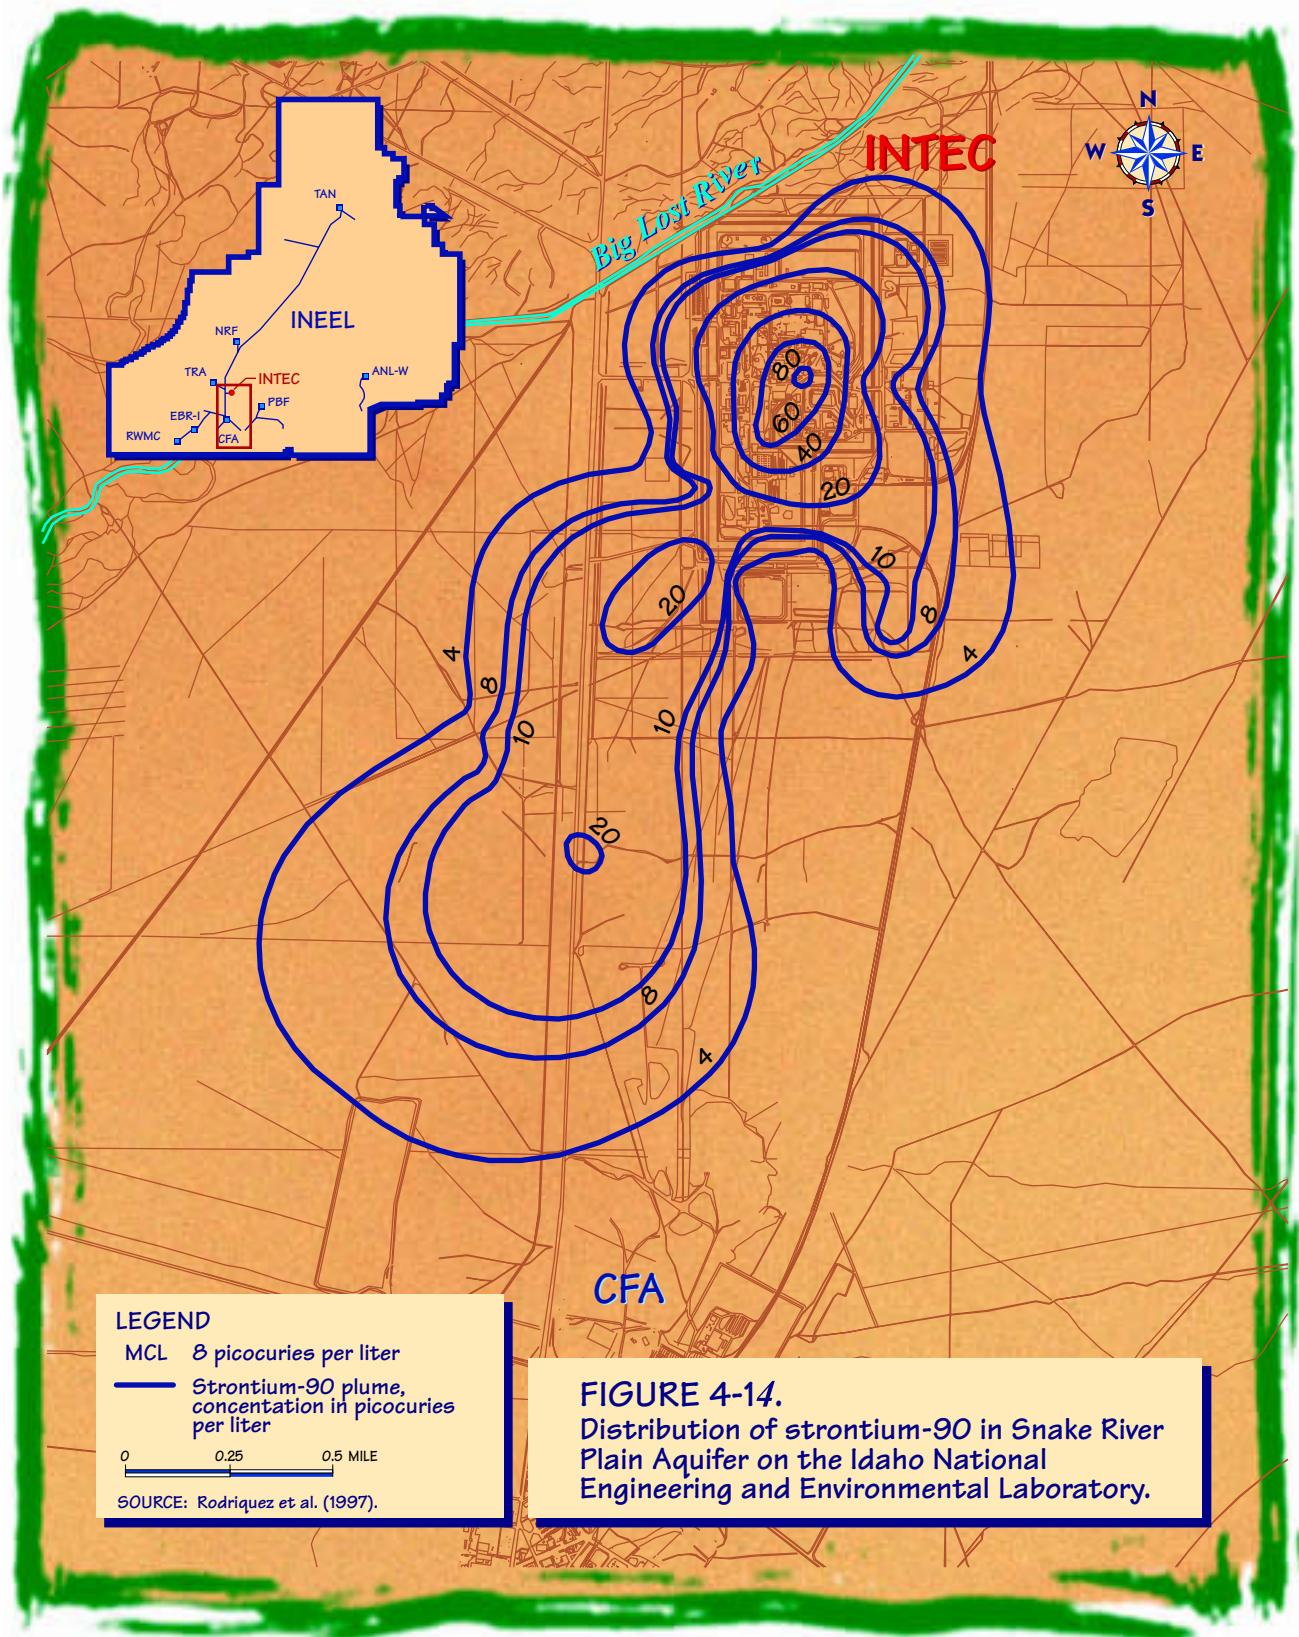 INTEC
N
W
E
S
Big Lost River
TAN
INEEL
NRF
TRA
INTEC
ANL-W
PBF
EBR-I
RWMC
CFA
80
60
40
20
10
8
4
20
4
8
10
10
20
8
4
CFA
LEGEND
MCL 8 picocuries per liter
Strontium-90 plume,
concentation in picocuries
per liter
0 0.25 0.5 MILE
SOURCE: Rodriquez et al. (1997).
FIGURE 4-14.
Distribution of strontium-90 in Snake River
Plain Aquifer on the Idaho National
Engineering and Environmental Laboratory.